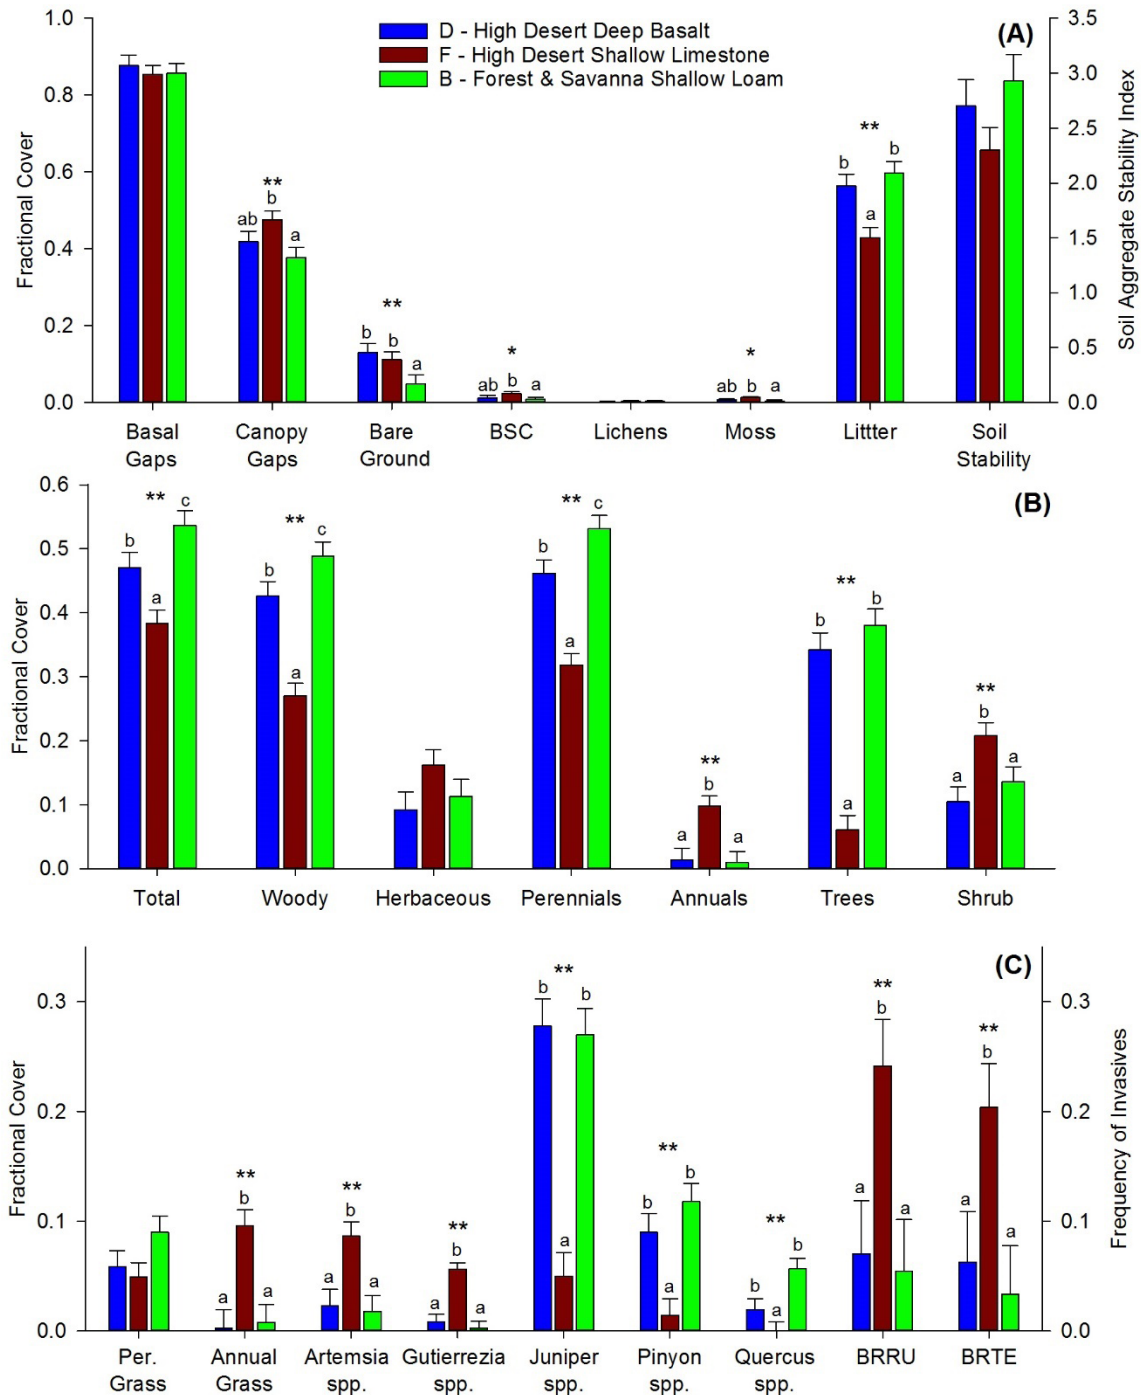 (A)
D - High Desert Deep Basalt
F - High Desert Shallow Limestone
B - Forest & Savanna Shallow Loam
Fractional Cover
1.0
0.8
0.6
0.4
0.2
0.0
Soil Aggregate Stability Index
3.5
3.0
2.5
2.0
1.5
1.0
0.5
0.0
ab ** b a
** b b a
* ab b a
* ab b a
** b a b
Basal Gaps
Canopy Gaps
Bare Ground
BSC
Lichens
Moss
Littter
Soil Stability
(B)
Fractional Cover
0.6
0.5
0.4
0.3
0.2
0.1
0.0
** b a c
** b a c
** b a c
** a b a
** b a b
** a b a
Total
Woody
Herbaceous
Perennials
Annuals
Trees
Shrub
(C)
Fractional Cover
0.3
0.2
0.1
0.0
Frequency of Invasives
0.3
0.2
0.1
0.0
** a b a
** a b a
** a b a
** b a b
** b a b
** b a b
** a b a
** a b a
Per. Grass
Annual Grass
Artemsia spp.
Gutierrezia spp.
Juniper spp.
Pinyon spp.
Quercus spp.
BRRU
BRTE